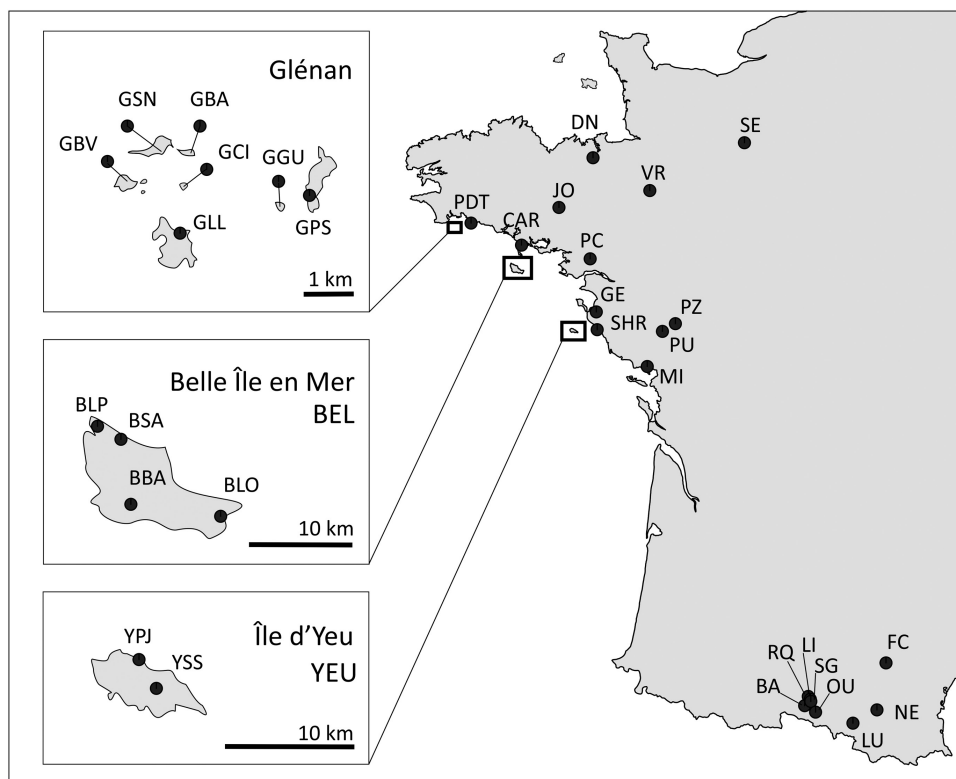 Glénan
GSN
GBA
GBV
GCI
GGU
GLL
GPS
1 km
Belle Île en Mer
BEL
BLP
BSA
BBA
BLO
10 km
Île d'Yeu
YEU
YPJ
YSS
10 km
DN
SE
VR
JO
PDT
CAR
PC
GE
SHR
PZ
PU
MI
FC
LI
RQ
SG
BA
OU
NE
LU